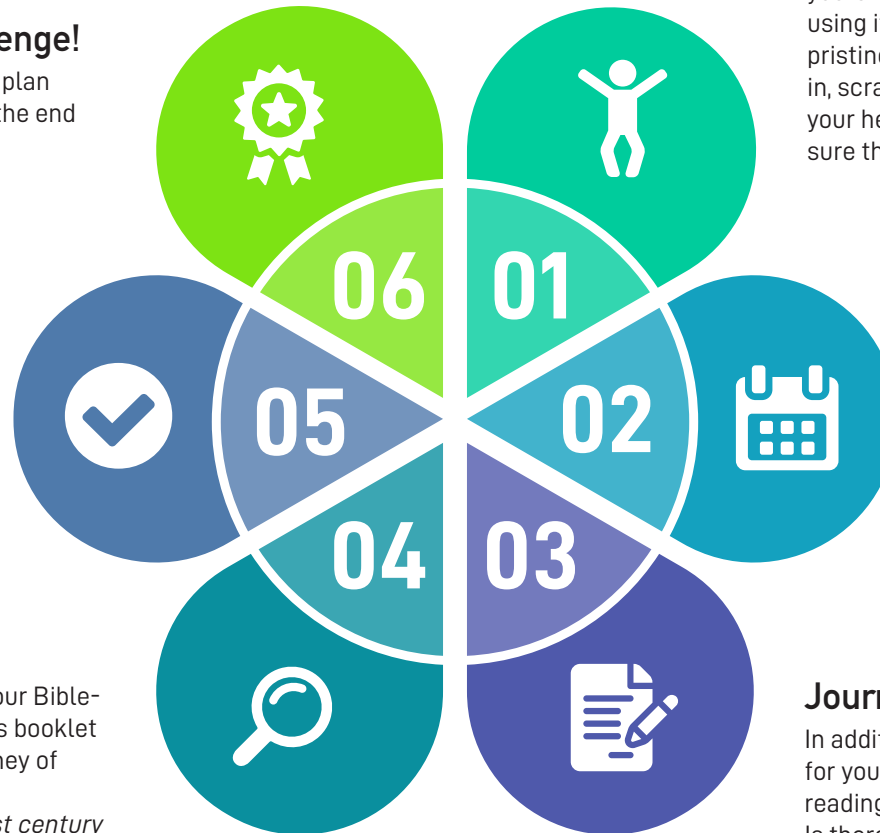 enge!
plan
the end
using i
pristine
in, scra
your he
sure th
06
01
05
02
04
03
our Bible-
s booklet
ney of
st century
Journ
In addit
for you
reading